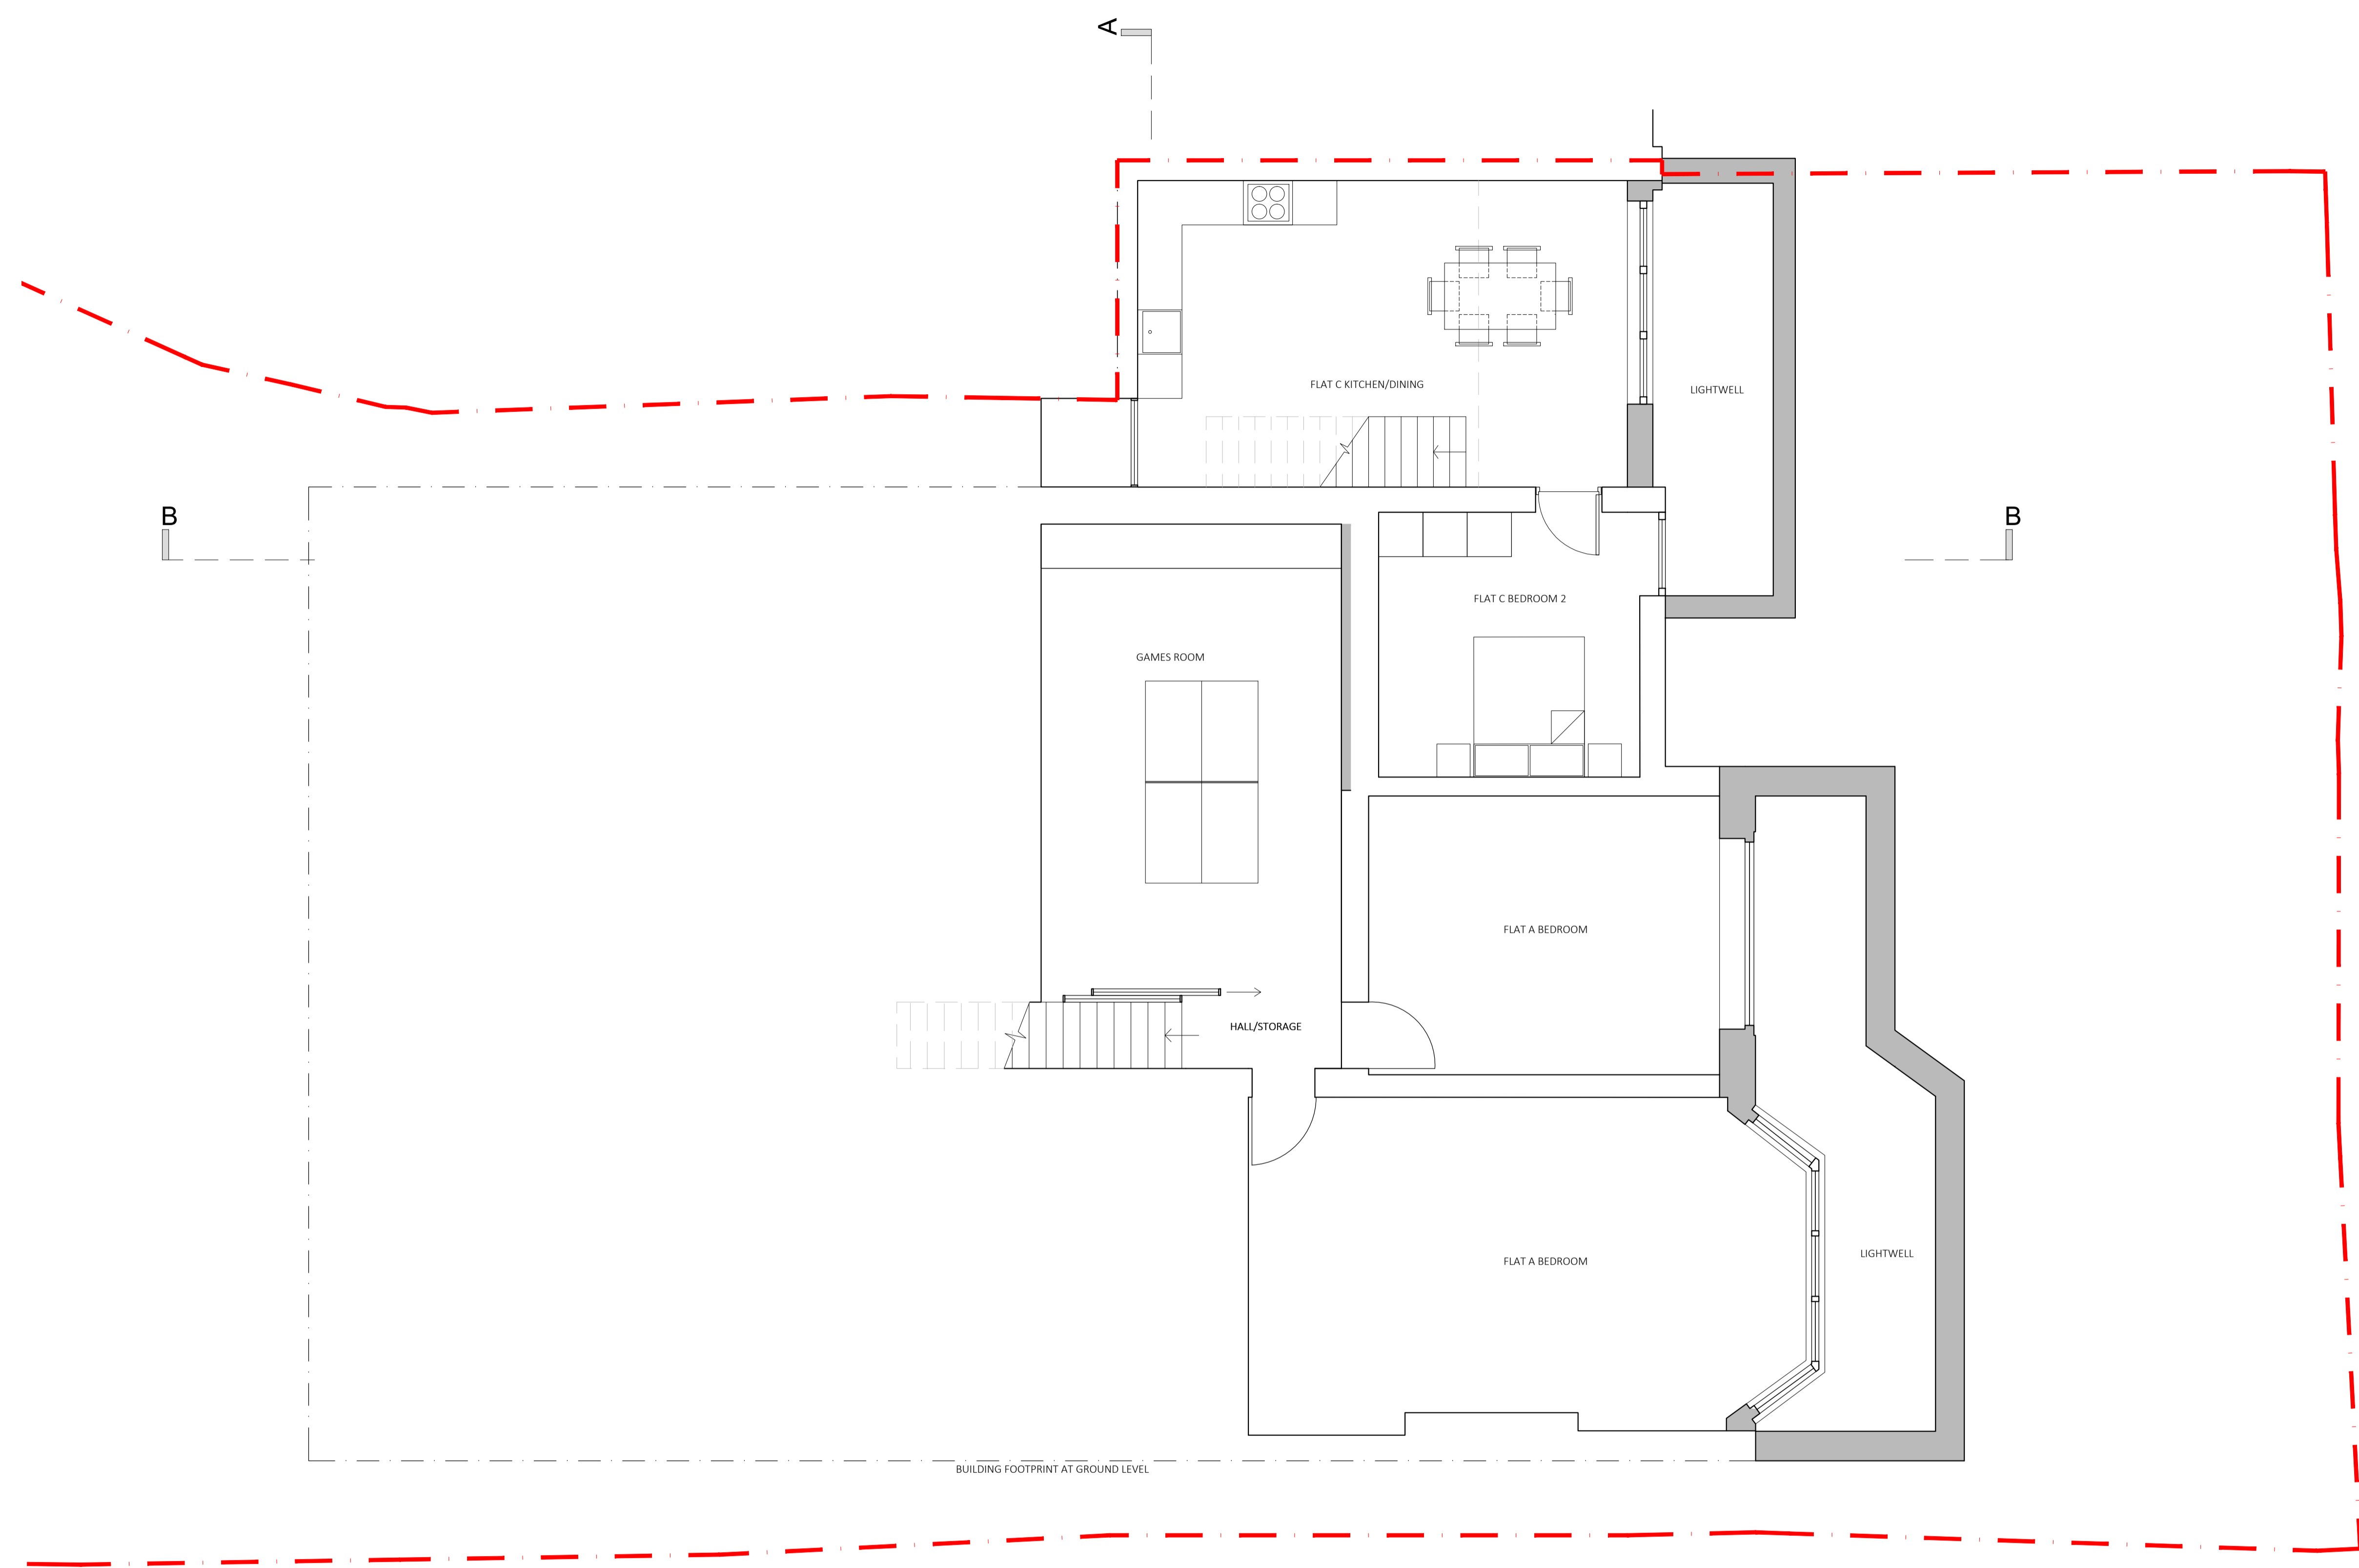 A
FLAT C KITCHEN/DINING
LIGHTWELL
B
B
FLAT C BEDROOM 2
GAMES ROOM
FLAT A BEDROOM
HALL/STORAGE
LIGHTWELL
FLAT A BEDROOM
BUILDING FOOTPRINT AT GROUND LEVEL